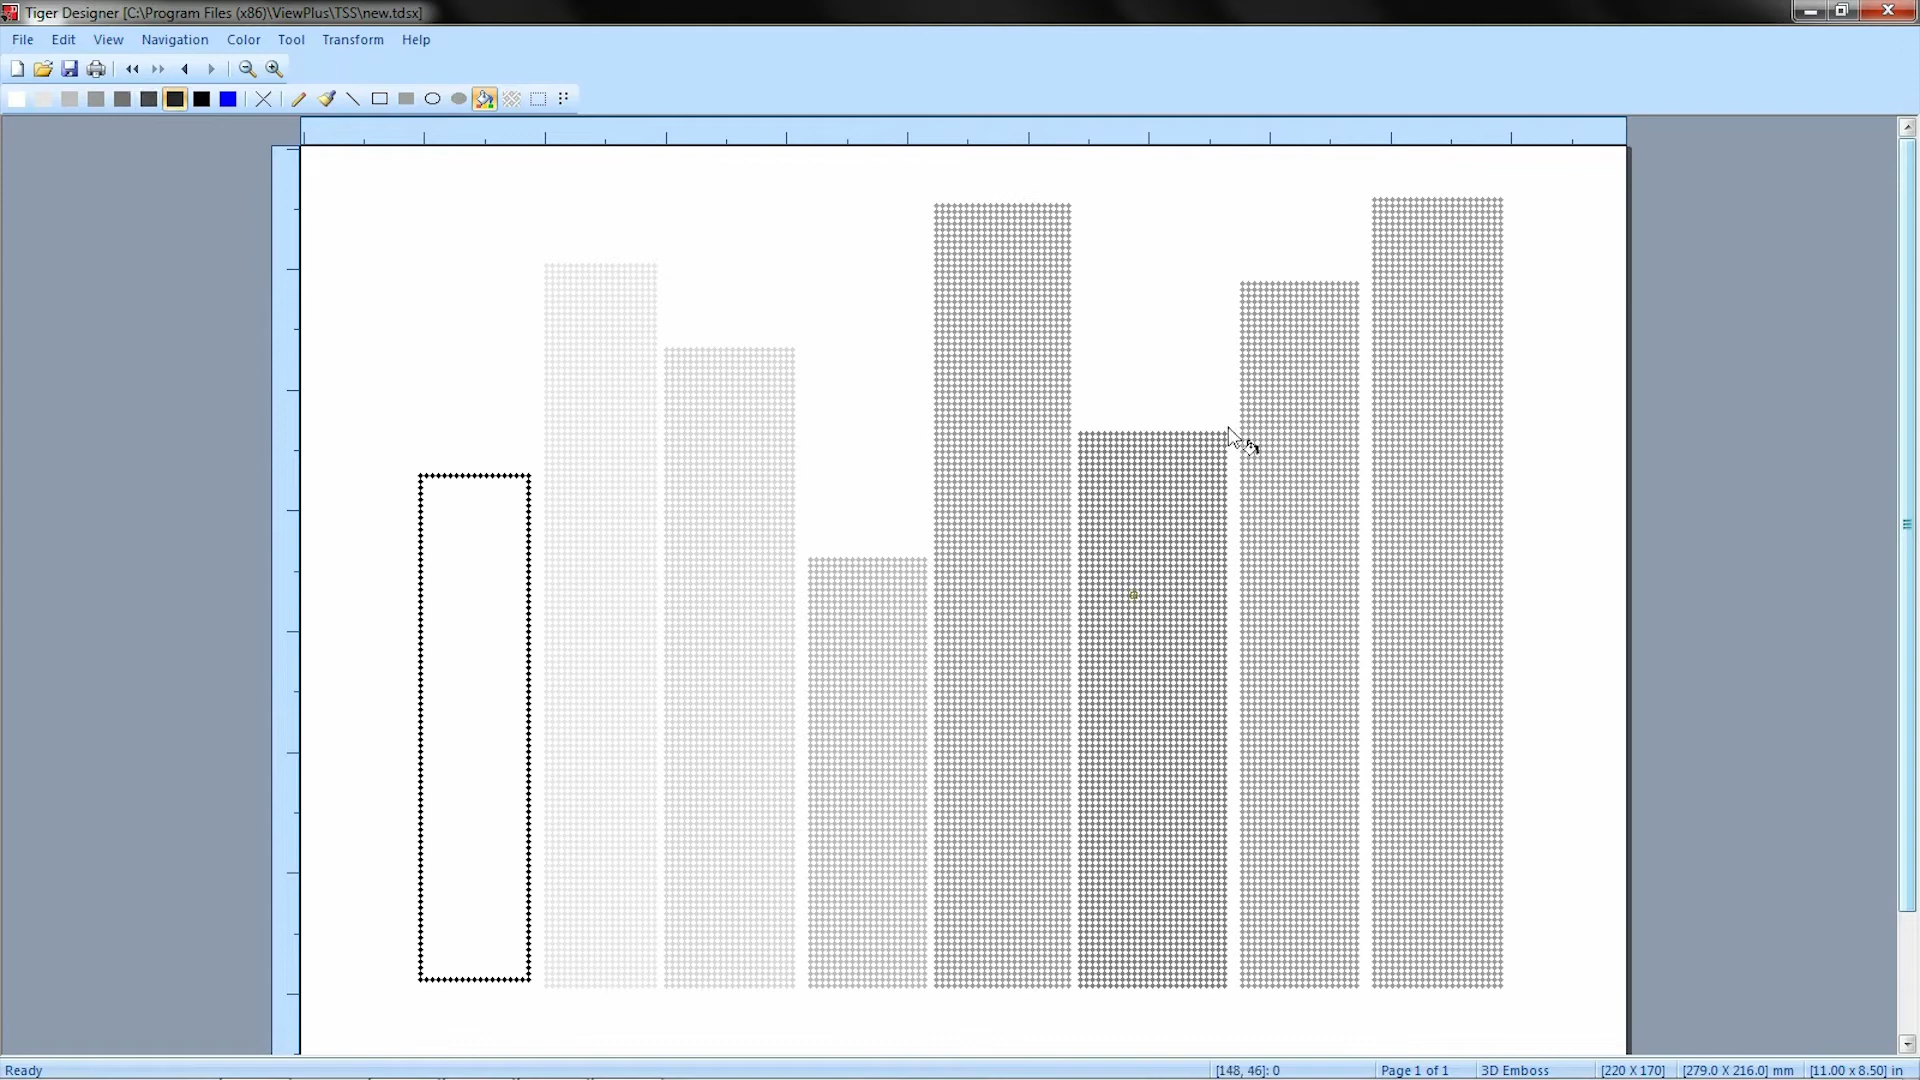 Tiger Designer [C:\Program Files (x86)\ViewPlus\TSS\new.tdsx]
File Edit View Navigation Color Tool Transform Help
Ready [148, 46]: 0 Page 1 of 1 3D Emboss [220 X 170] [279.0 X 216.0] mm [11.00 x 8.50] in